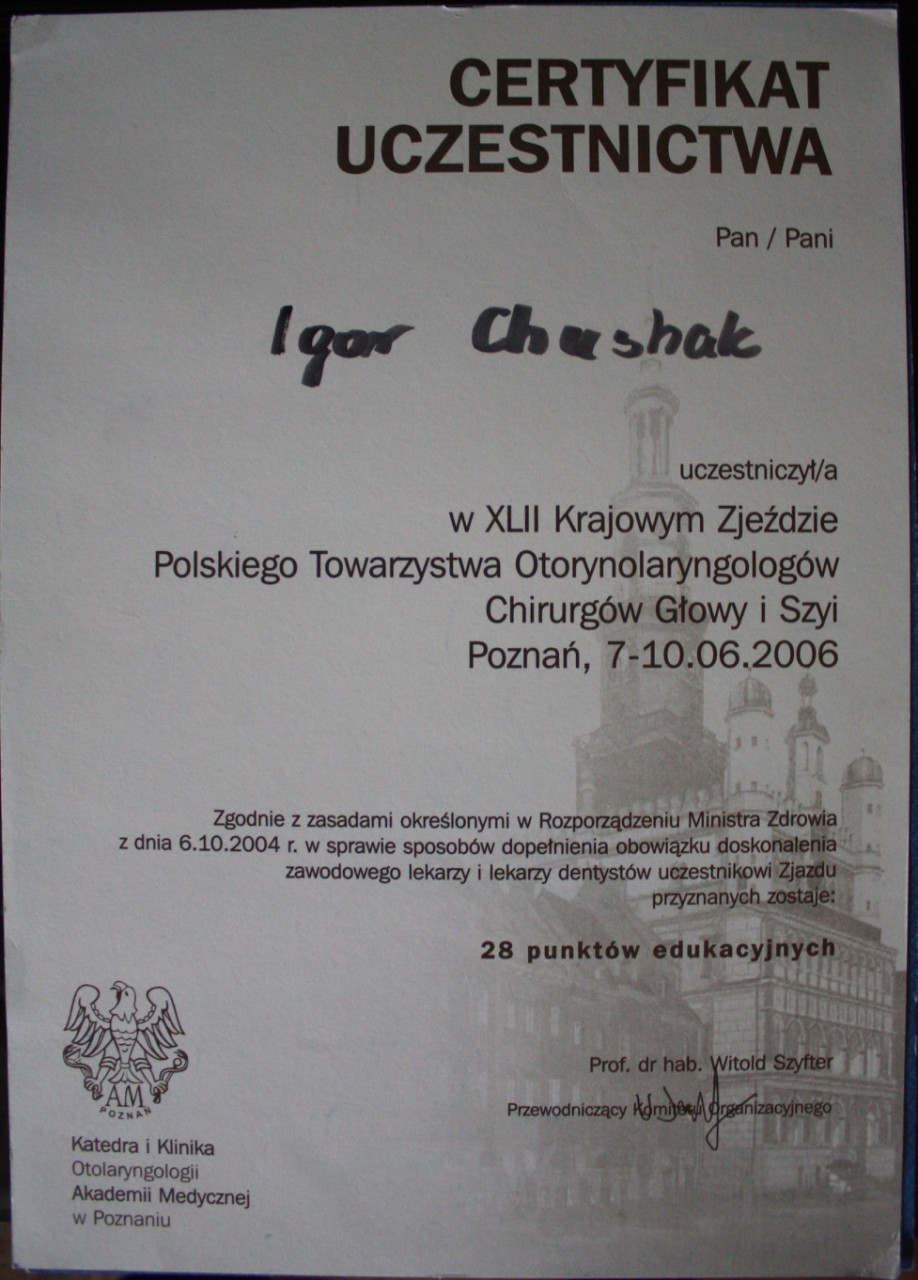 CERTYFIKAT
UCZESTNICTWA
Pan / Pani
Igor Chushak
uczestniczył/a
w XLII Krajowym Zjeździe
Polskiego Towarzystwa Otorynolaryngologów
Chirurgów Głowy i Szyi
Poznań, 7-10.06.2006
Zgodnie z zasadami określonymi w Rozporządzeniu Ministra Zdrowia
z dnia 6.10.2004 r. w sprawie sposobów dopełnienia obowiązku doskonalenia
zawodowego lekarzy i lekarzy dentystów uczestnikowi Zjazdu
przyznanych zostaje:
28 punktów edukacyjnych
Prof. dr hab. Witold Szyfter
Przewodniczący Komitetu Organizacyjnego
AM
POZNAŃ
Katedra i Klinika
Otolaryngologii
Akademii Medycznej
w Poznaniu